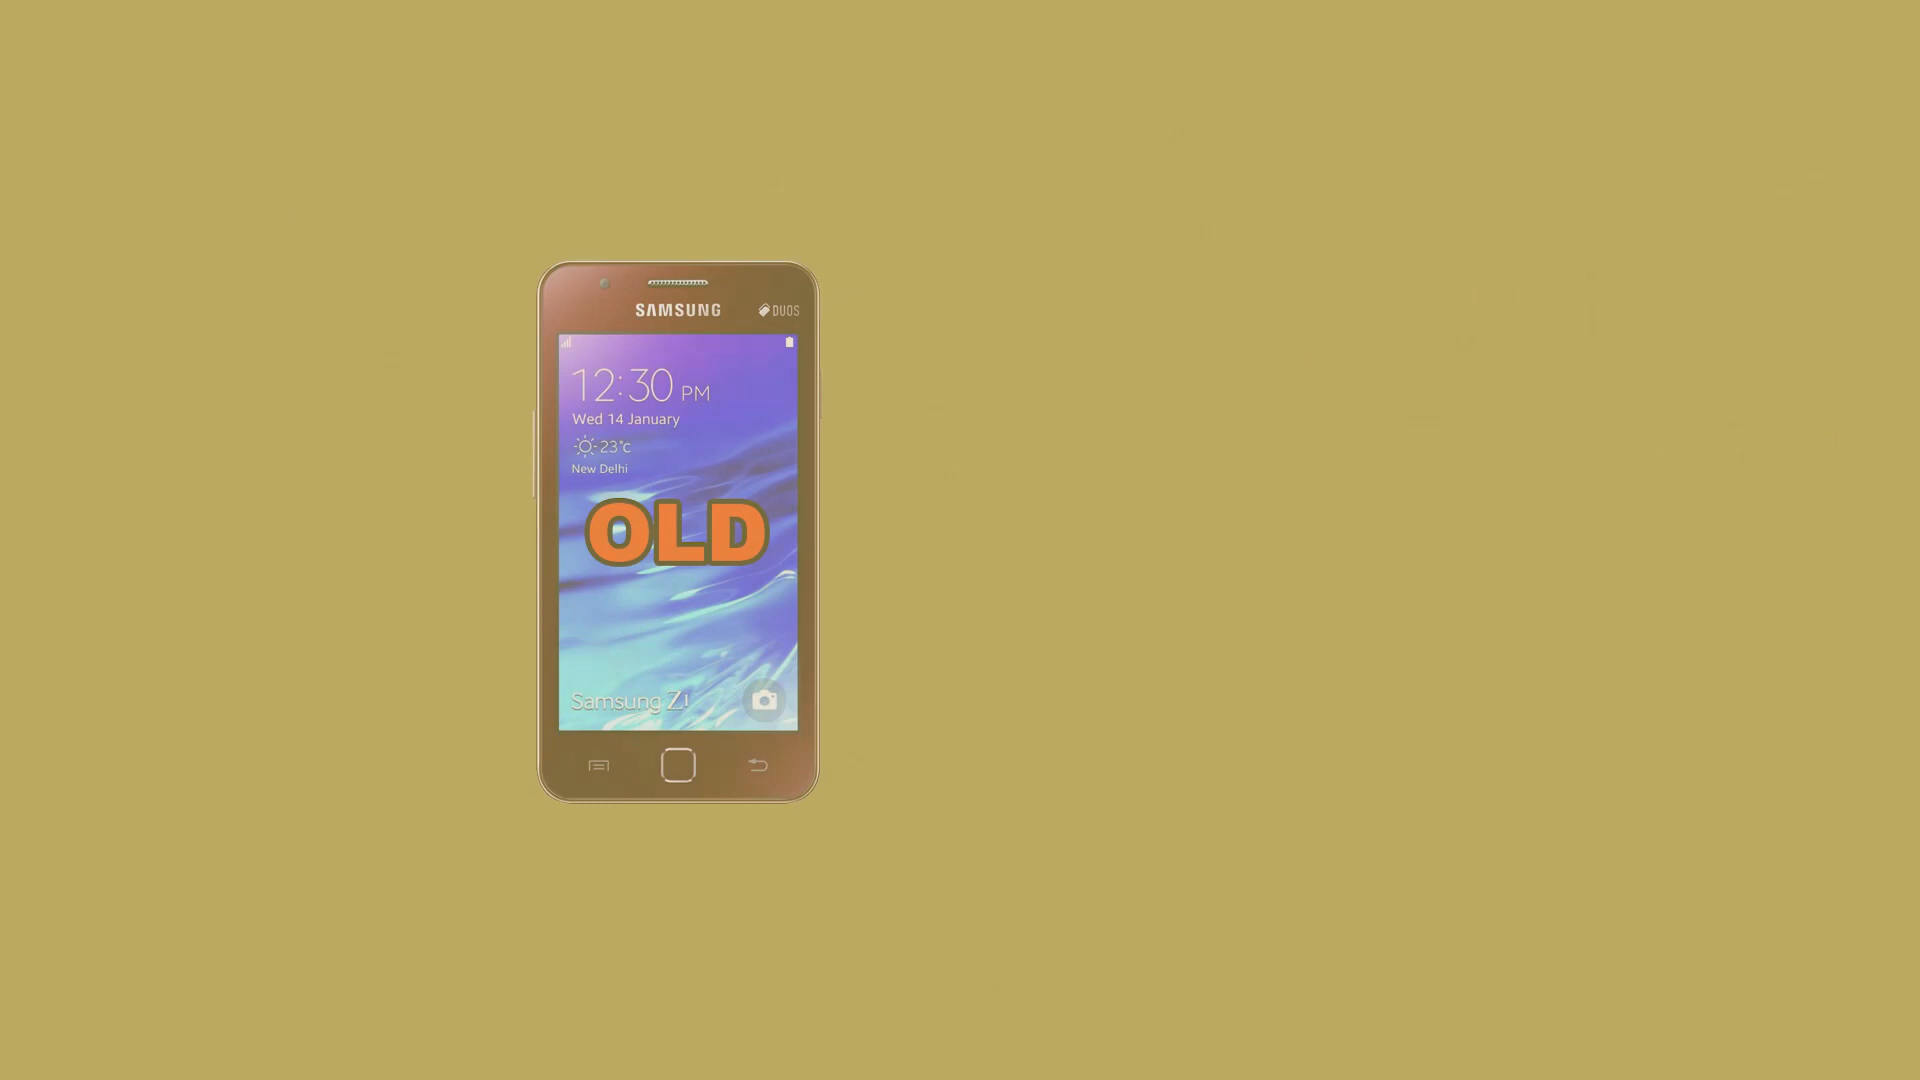 SAMSUNG
DUOS
12:30 PM
Wed 14 January
23°c
New Delhi
OLD
Samsung Z1